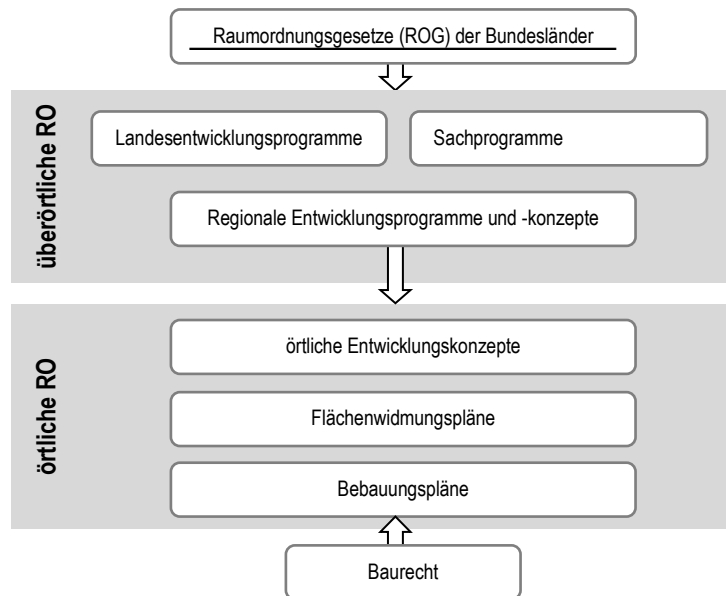 Raumordnungsgesetze (ROG) der Bundesländer
überörtliche RO
Landesentwicklungsprogramme
Sachprogramme
Regionale Entwicklungsprogramme und -konzepte
örtliche RO
örtliche Entwicklungskonzepte
Flächenwidmungspläne
Bebauungspläne
Baurecht